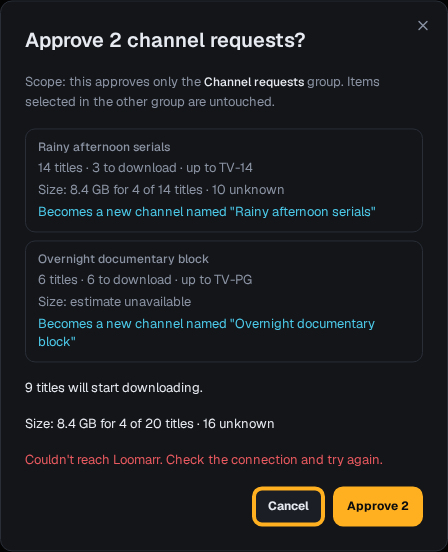 Approve 2 channel requests?
Scope: this approves only the Channel requests group. Items
selected in the other group are untouched.
Rainy afternoon serials
14 titles · 3 to download · up to TV-14
Size: 8.4 GB for 4 of 14 titles · 10 unknown
Becomes a new channel named "Rainy afternoon serials"
Overnight documentary block
6 titles · 6 to download · up to TV-PG
Size: estimate unavailable
Becomes a new channel named "Overnight documentary
block"
9 titles will start downloading.
Size: 8.4 GB for 4 of 20 titles · 16 unknown
Couldn't reach Loomarr. Check the connection and try again.
Cancel
Approve 2